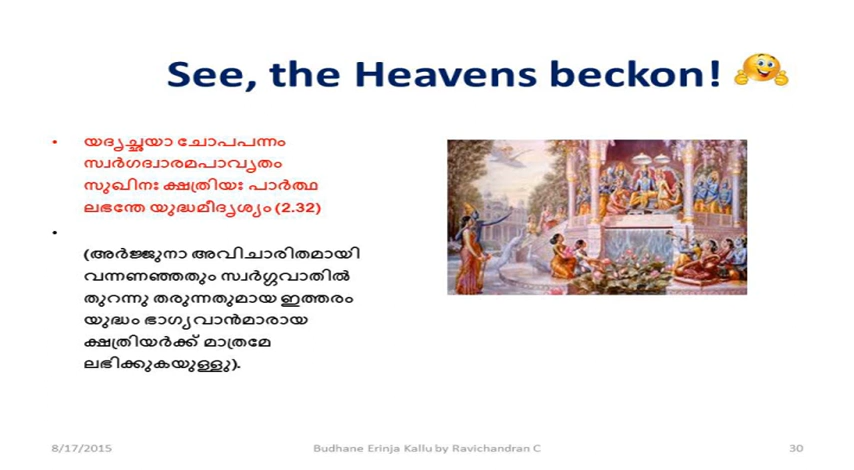 See, the Heavens beckon!
യദൃച്ഛയാ ചോപപന്നം
സ്വർഗദ്വാരമപാവൃതം
സുഖിനഃ ക്ഷത്രിയഃ പാർത്ഥ
ലഭന്തേ യുദ്ധമീദൃശ്യം (2.32)
(അർജ്ജുനാ അവിചാരിതമായി
വന്നണഞ്ഞതും സ്വർഗ്ഗവാതിൽ
തുറന്നു തരുന്നതുമായ ഇത്തരം
യുദ്ധം ഭാഗ്യവാൻമാരായ
ക്ഷത്രിയർക്ക് മാത്രമേ
ലഭിക്കുകയുള്ളു).
8/17/2015 Budhane Erinja Kallu by Ravichandran C 30